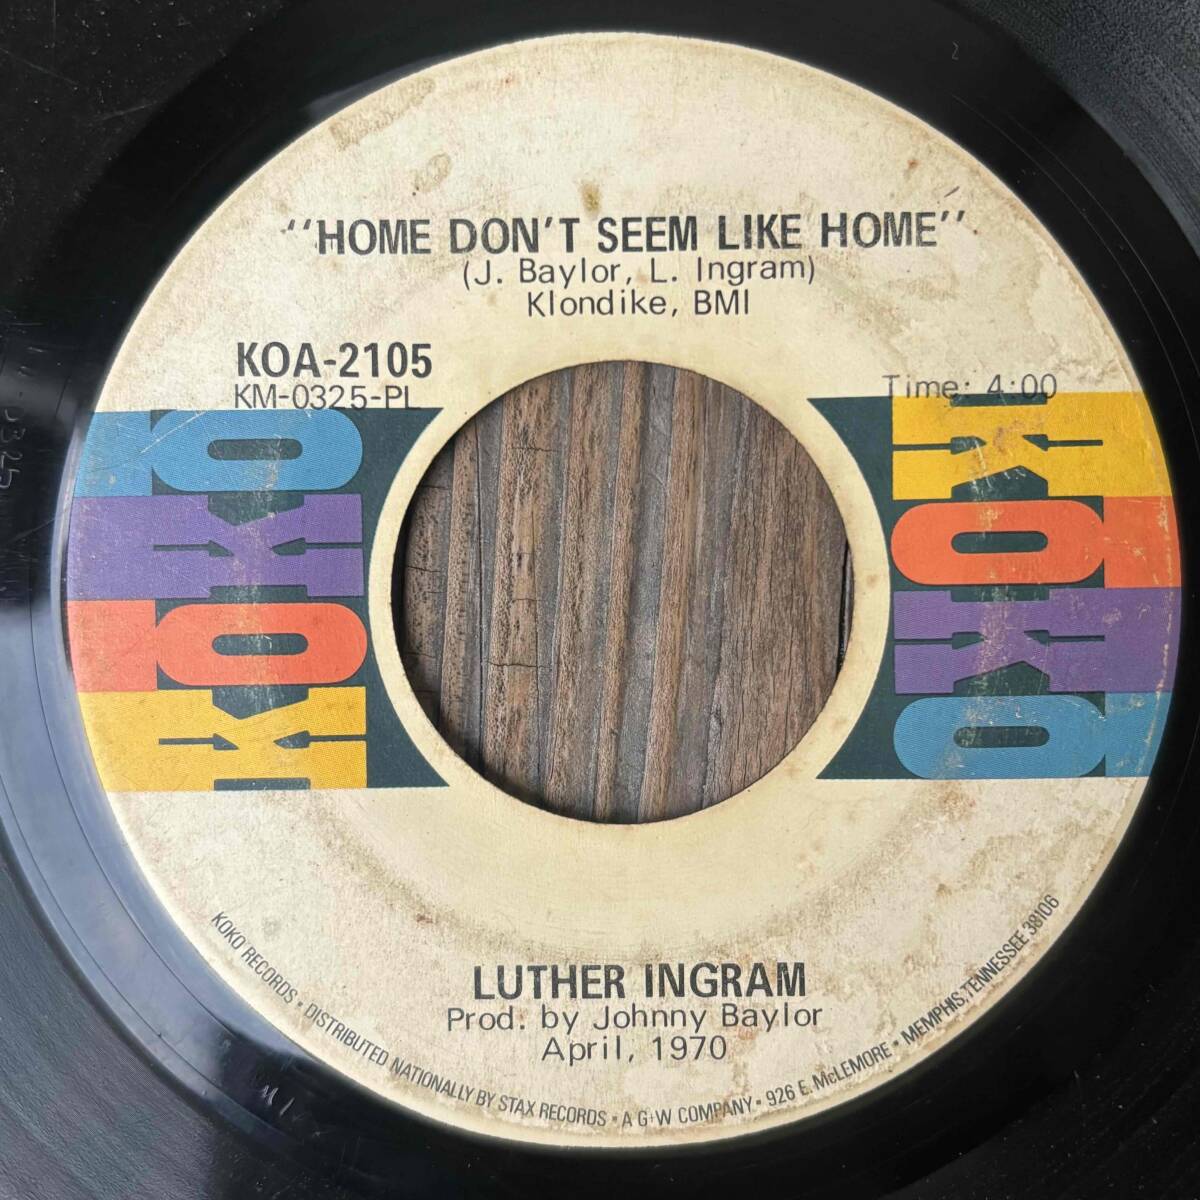 "HOME DON'T SEEM LIKE HOME"
(J. Baylor, L. Ingram)
Klondike, BMI
KOA-2105
KM-0325-PL
Time: 4:00
KOKO
KOKO
LUTHER INGRAM
Prod. by Johnny Baylor
April, 1970
KOKO RECORDS • DISTRIBUTED NATIONALLY BY STAX RECORDS • A G+W COMPANY • 926 E. McLEMORE • MEMPHIS, TENNESSEE 38106